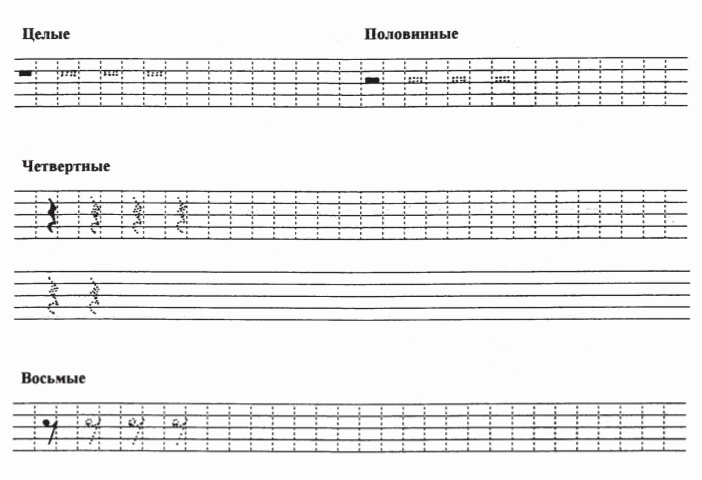 Целые
Половинные
Четвертные
Восьмые